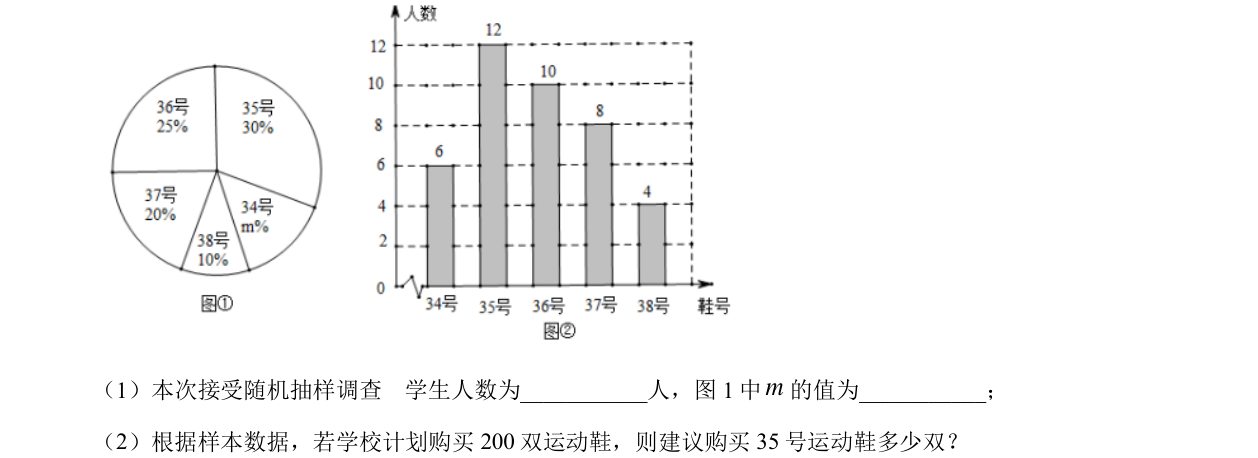 36号
25%
35号
30%
37号
20%
34号
m%
38号
10%
图①
人数
12
10
8
6
4
2
0
6
12
10
8
4
34号
35号
36号
37号
38号
鞋号
图②
（1）本次接受随机抽样调查 学生人数为___________人，图 1 中 m 的值为___________；
（2）根据样本数据，若学校计划购买 200 双运动鞋，则建议购买 35 号运动鞋多少双？